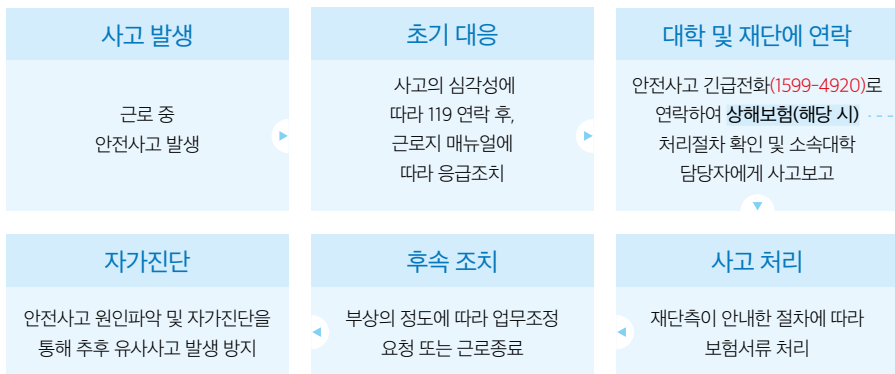 사고 발생
근로 중
안전사고 발생
초기 대응
사고의 심각성에
따라 119 연락 후,
근로지 매뉴얼에
따라 응급조치
대학 및 재단에 연락
안전사고 긴급전화(1599-4920)로
연락하여 상해보험(해당 시)
처리절차 확인 및 소속대학
담당자에게 사고보고
사고 처리
재단측이 안내한 절차에 따라
보험서류 처리
후속 조치
부상의 정도에 따라 업무조정
요청 또는 근로종료
자가진단
안전사고 원인파악 및 자가진단을
통해 추후 유사사고 발생 방지